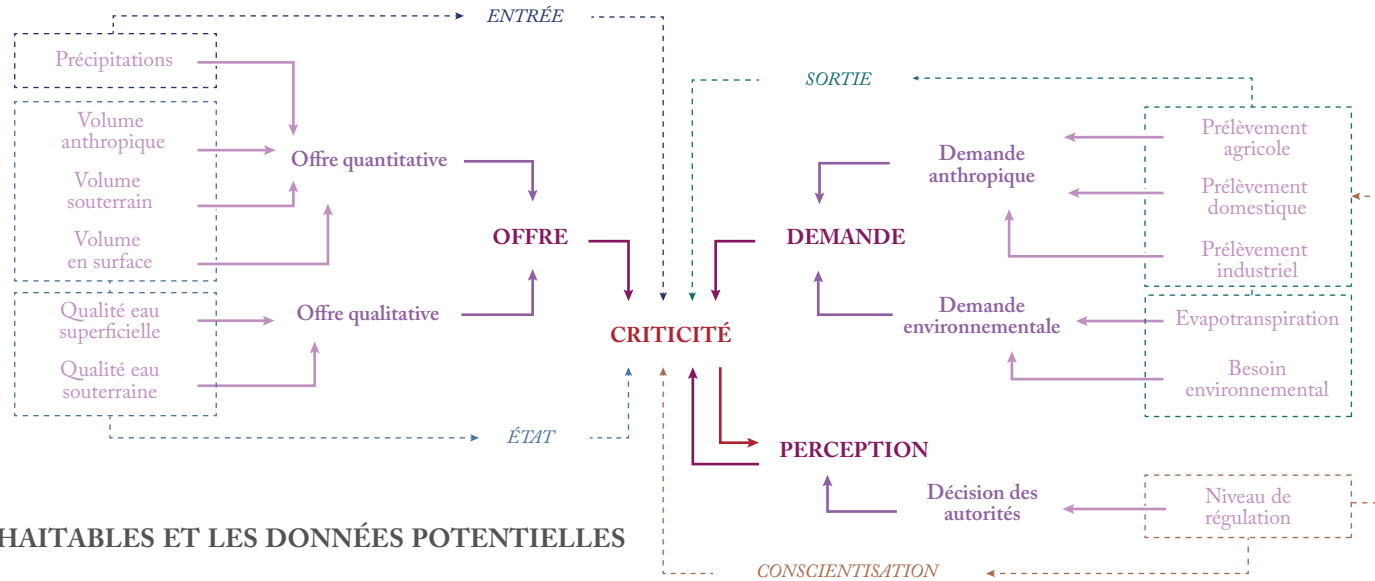 ENTRÉE
Précipitations
SORTIE
Volume
anthropique
Volume
souterrain
Volume
en surface
Offre quantitative
OFFRE
Qualité eau
superficielle
Qualité eau
souterraine
Offre qualitative
ÉTAT
CRITICITÉ
DEMANDE
Demande
anthropique
Prélèvement
agricole
Prélèvement
domestique
Prélèvement
industriel
Demande
environnementale
Evapotranspiration
Besoin
environnemental
PERCEPTION
Décision des
autorités
Niveau de
régulation
HAITABLES ET LES DONNÉES POTENTIELLES
CONSCIENTISATION